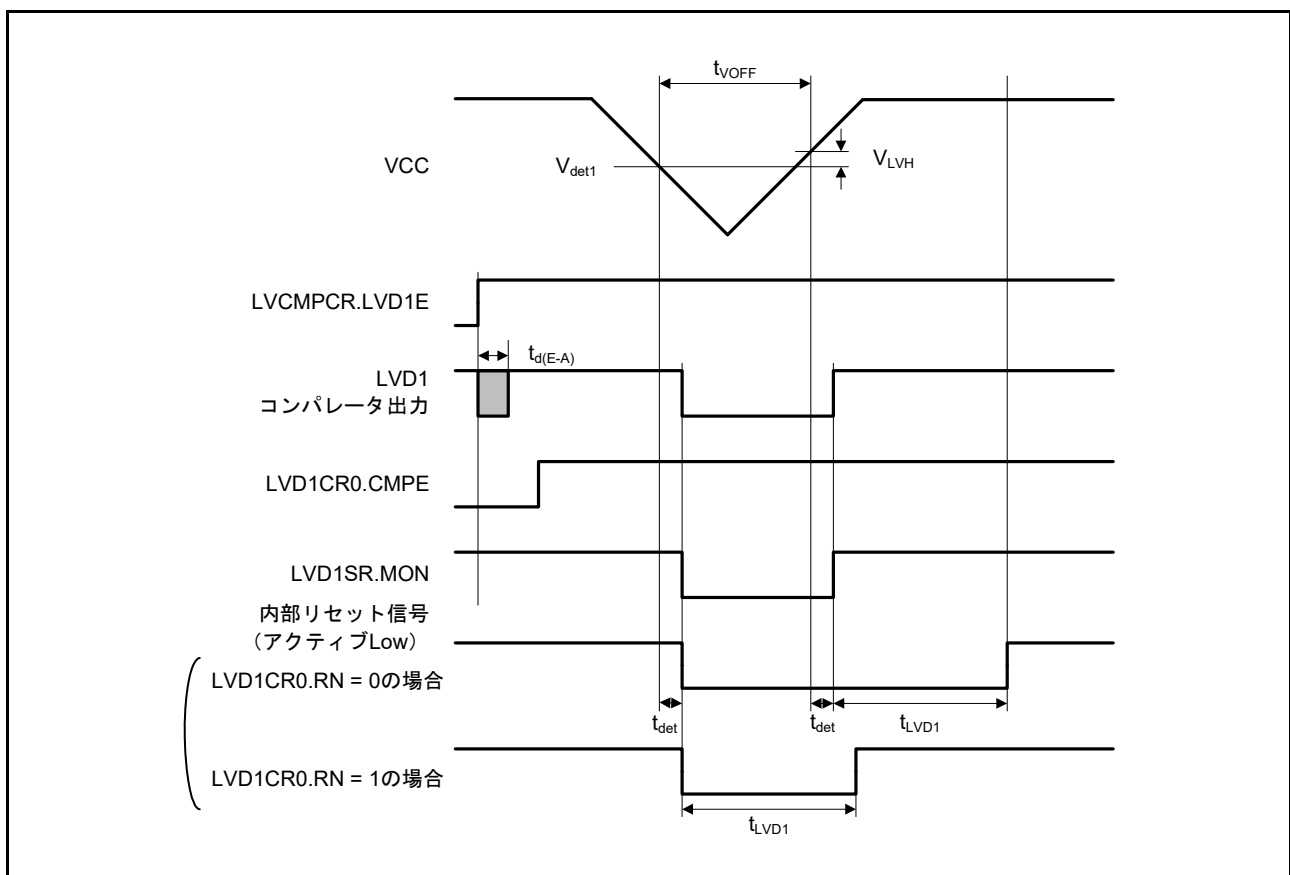 tVOFF
VCC
Vdet1
VLVH
LVCMPCR.LVD1E
td(E-A)
LVD1
コンパレータ出力
LVD1CR0.CMPE
LVD1SR.MON
内部リセット信号
（アクティブLow）
LVD1CR0.RN = 0の場合
tdet
tdet
tLVD1
LVD1CR0.RN = 1の場合
tLVD1